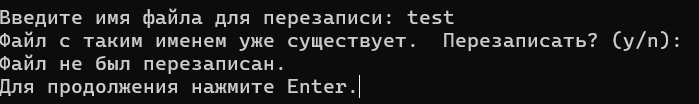 Введите имя файла для перезаписи: test
Файл с таким именем уже существует.  Перезаписать? (y/n):
Файл не был перезаписан.
Для продолжения нажмите Enter.